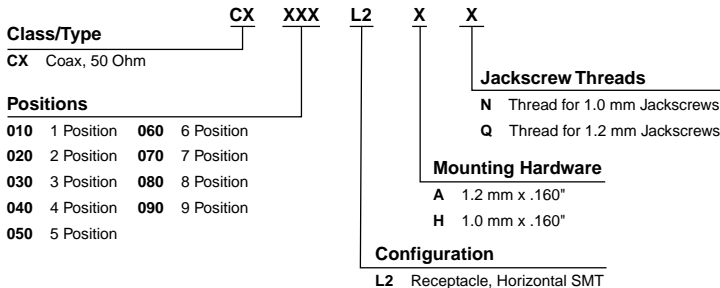 CX XXX L2 X X
Class/Type
CX Coax, 50 Ohm
Positions
010 1 Position 060 6 Position
020 2 Position 070 7 Position
030 3 Position 080 8 Position
040 4 Position 090 9 Position
050 5 Position
Jackscrew Threads
N Thread for 1.0 mm Jackscrews
Q Thread for 1.2 mm Jackscrews
Mounting Hardware
A 1.2 mm x .160"
H 1.0 mm x .160"
Configuration
L2 Receptacle, Horizontal SMT